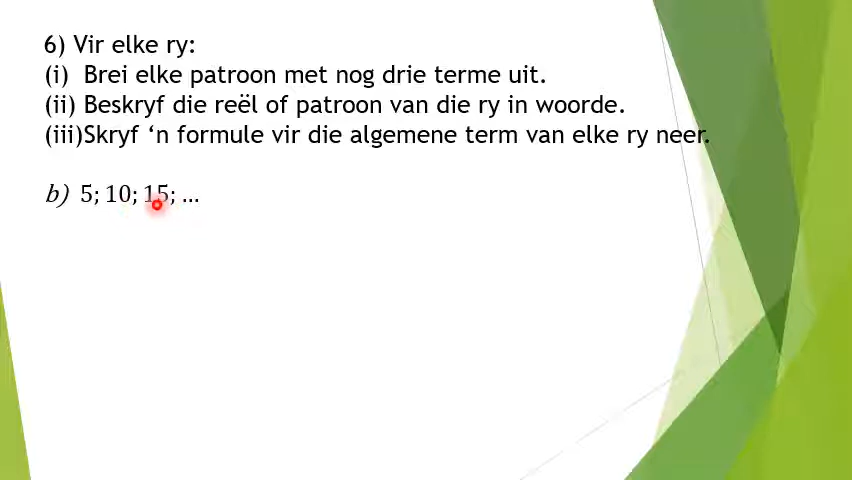 6) Vir elke ry:
(i) Brei elke patroon met nog drie terme uit.
(ii) Beskryf die reël of patroon van die ry in woorde.
(iii)Skryf ‘n formule vir die algemene term van elke ry neer.
b) 5; 10; 15; …